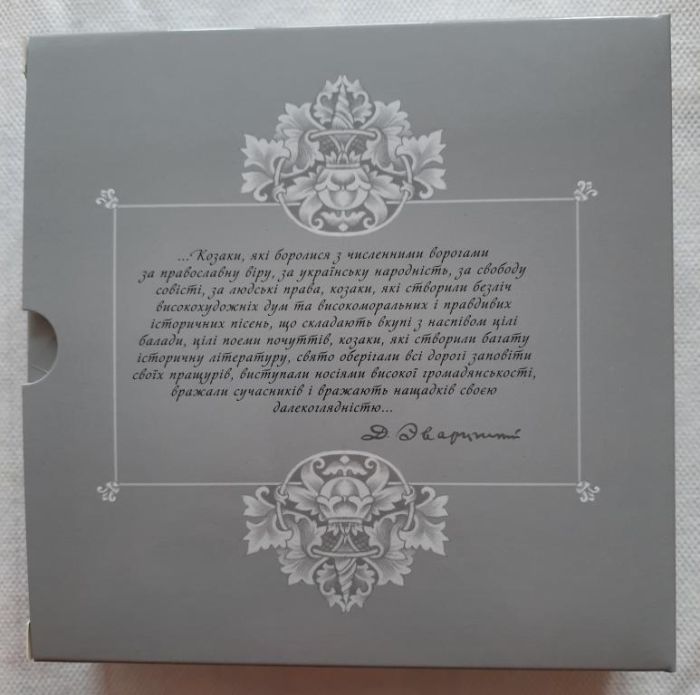 ...Козаки, які боролися з численними ворогами
за православну віру, за українську народність, за свободу
совісті, за людські права, козаки, які створили безліч
високохудожніх дум та високоморальних і правдивих
історичних пісень, що складають вкупі з наспівом цілі
балади, цілі поеми почуттів, козаки, які створили багату
історичну літературу, свято оберігали всі дорогі заповіти
своїх пращурів, виступали носіями високої громадянськості,
вражали сучасників і вражають нащадків своєю
далекоглядністю...
Д. Эварницкий